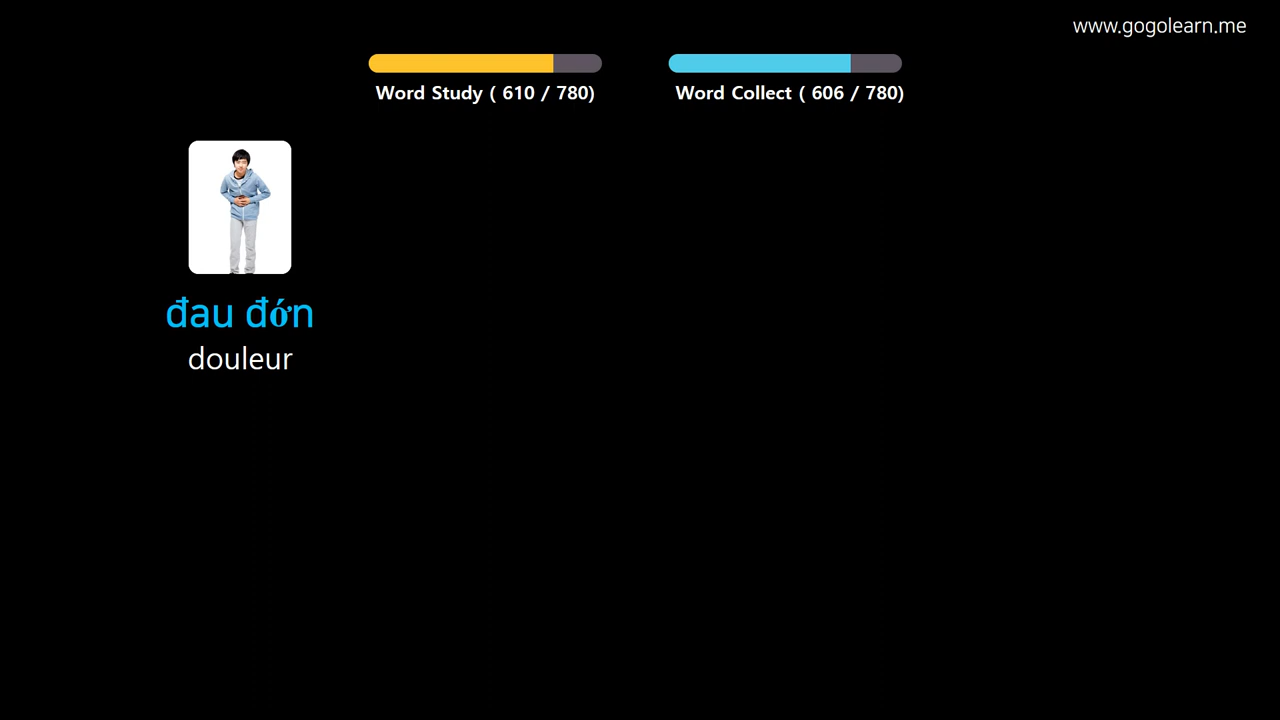 www.gogolearn.me
Word Study ( 610 / 780)
Word Collect ( 606 / 780)
đau đớn
douleur